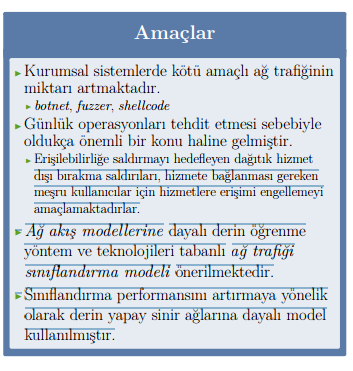 Amaçlar
▸ Kurumsal sistemlerde kötü amaçlı ağ trafiğinin
miktarı artmaktadır.
▸ botnet, fuzzer, shellcode
▸ Günlük operasyonları tehdit etmesi sebebiyle
oldukça önemli bir konu haline gelmiştir.
▸ Erişilebilirliğe saldırmayı hedefleyen dağıtık hizmet
dışı bırakma saldırıları, hizmete bağlanması gereken
meşru kullanıcılar için hizmetlere erişimi engellemeyi
amaçlamaktadırlar.
▸ Ağ akış modellerine dayalı derin öğrenme
yöntem ve teknolojileri tabanlı ağ trafiği
sınıflandırma modeli önerilmektedir.
▸ Sınıflandırma performansını artırmaya yönelik
olarak derin yapay sinir ağlarına dayalı model
kullanılmıştır.